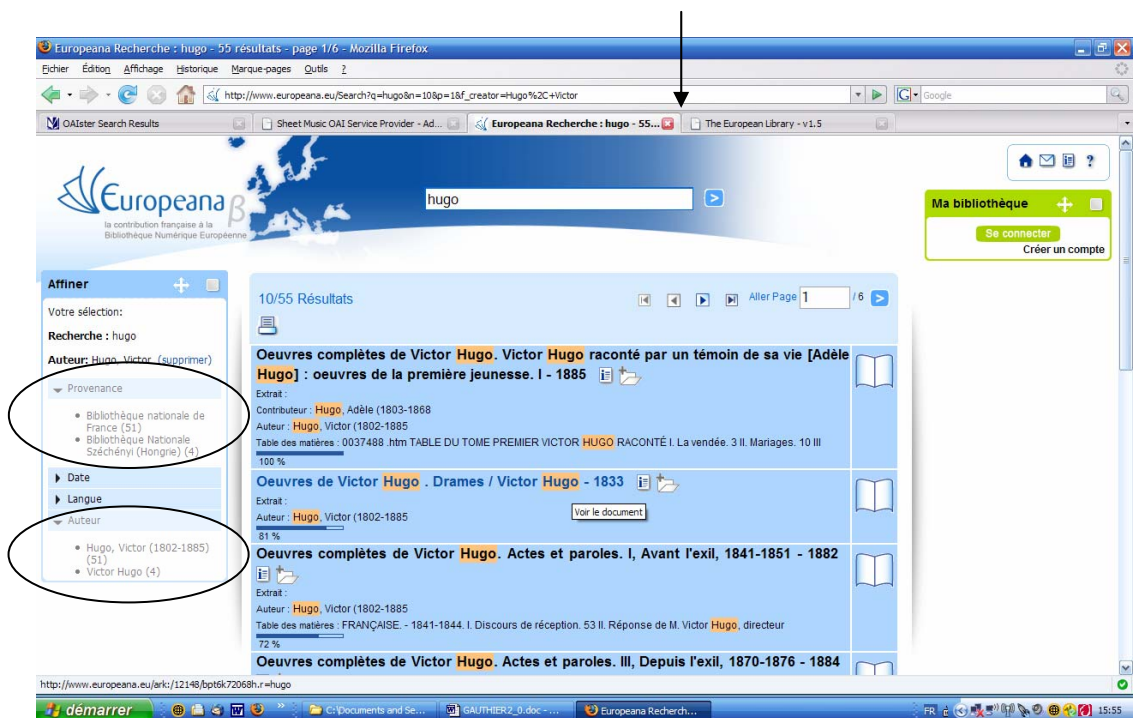 Europeana Recherche : hugo - 55 résultats - page 1/6 - Mozilla Firefox
Fichier Édition Affichage Historique Marque-pages Outils ?
http://www.europeana.eu/Search?q=hugo&n=10&p=1&f_creator=Hugo%2C+Victor
Google
OAIster Search Results
Sheet Music OAI Service Provider - Ad...
Europeana Recherche : hugo - 55...
The European Library - v1.5
Europeana β
la contribution française à la
Bibliothèque Numérique Européenne
hugo
Ma bibliothèque
Se connecter
Créer un compte
Affiner
Votre sélection:
Recherche : hugo
Auteur: Hugo, Victor (supprimer)
Provenance
Bibliothèque nationale de
France (51)
Bibliothèque Nationale
Széchényi (Hongrie) (4)
Date
Langue
Auteur
Hugo, Victor (1802-1885)
(51)
Victor Hugo (4)
10/55 Résultats
Aller Page 1 /6
Oeuvres complètes de Victor Hugo. Victor Hugo raconté par un témoin de sa vie [Adèle
Hugo] : oeuvres de la première jeunesse. I - 1885
Extrait :
Contributeur : Hugo, Adèle (1803-1868
Auteur : Hugo, Victor (1802-1885
Table des matières : 0037488 .htm TABLE DU TOME PREMIER VICTOR HUGO RACONTÉ I. La vendée. 3 II. Mariages. 10 III
100 %
Oeuvres de Victor Hugo . Drames / Victor Hugo - 1833
Extrait :
Voir le document
Auteur : Hugo, Victor (1802-1885
81 %
Oeuvres complètes de Victor Hugo. Actes et paroles. I, Avant l'exil, 1841-1851 - 1882
Extrait :
Auteur : Hugo, Victor (1802-1885
Table des matières : FRANÇAISE. - 1841-1844. I. Discours de réception. 53 II. Réponse de M. Victor Hugo, directeur
72 %
Oeuvres complètes de Victor Hugo. Actes et paroles. III, Depuis l'exil, 1870-1876 - 1884
http://www.europeana.eu/ark:/12148/bpt6k72068h.r=hugo
démarrer
C:\Documents and Se...
GAUTHIER2_0.doc - ...
Europeana Recherch...
FR
15:55